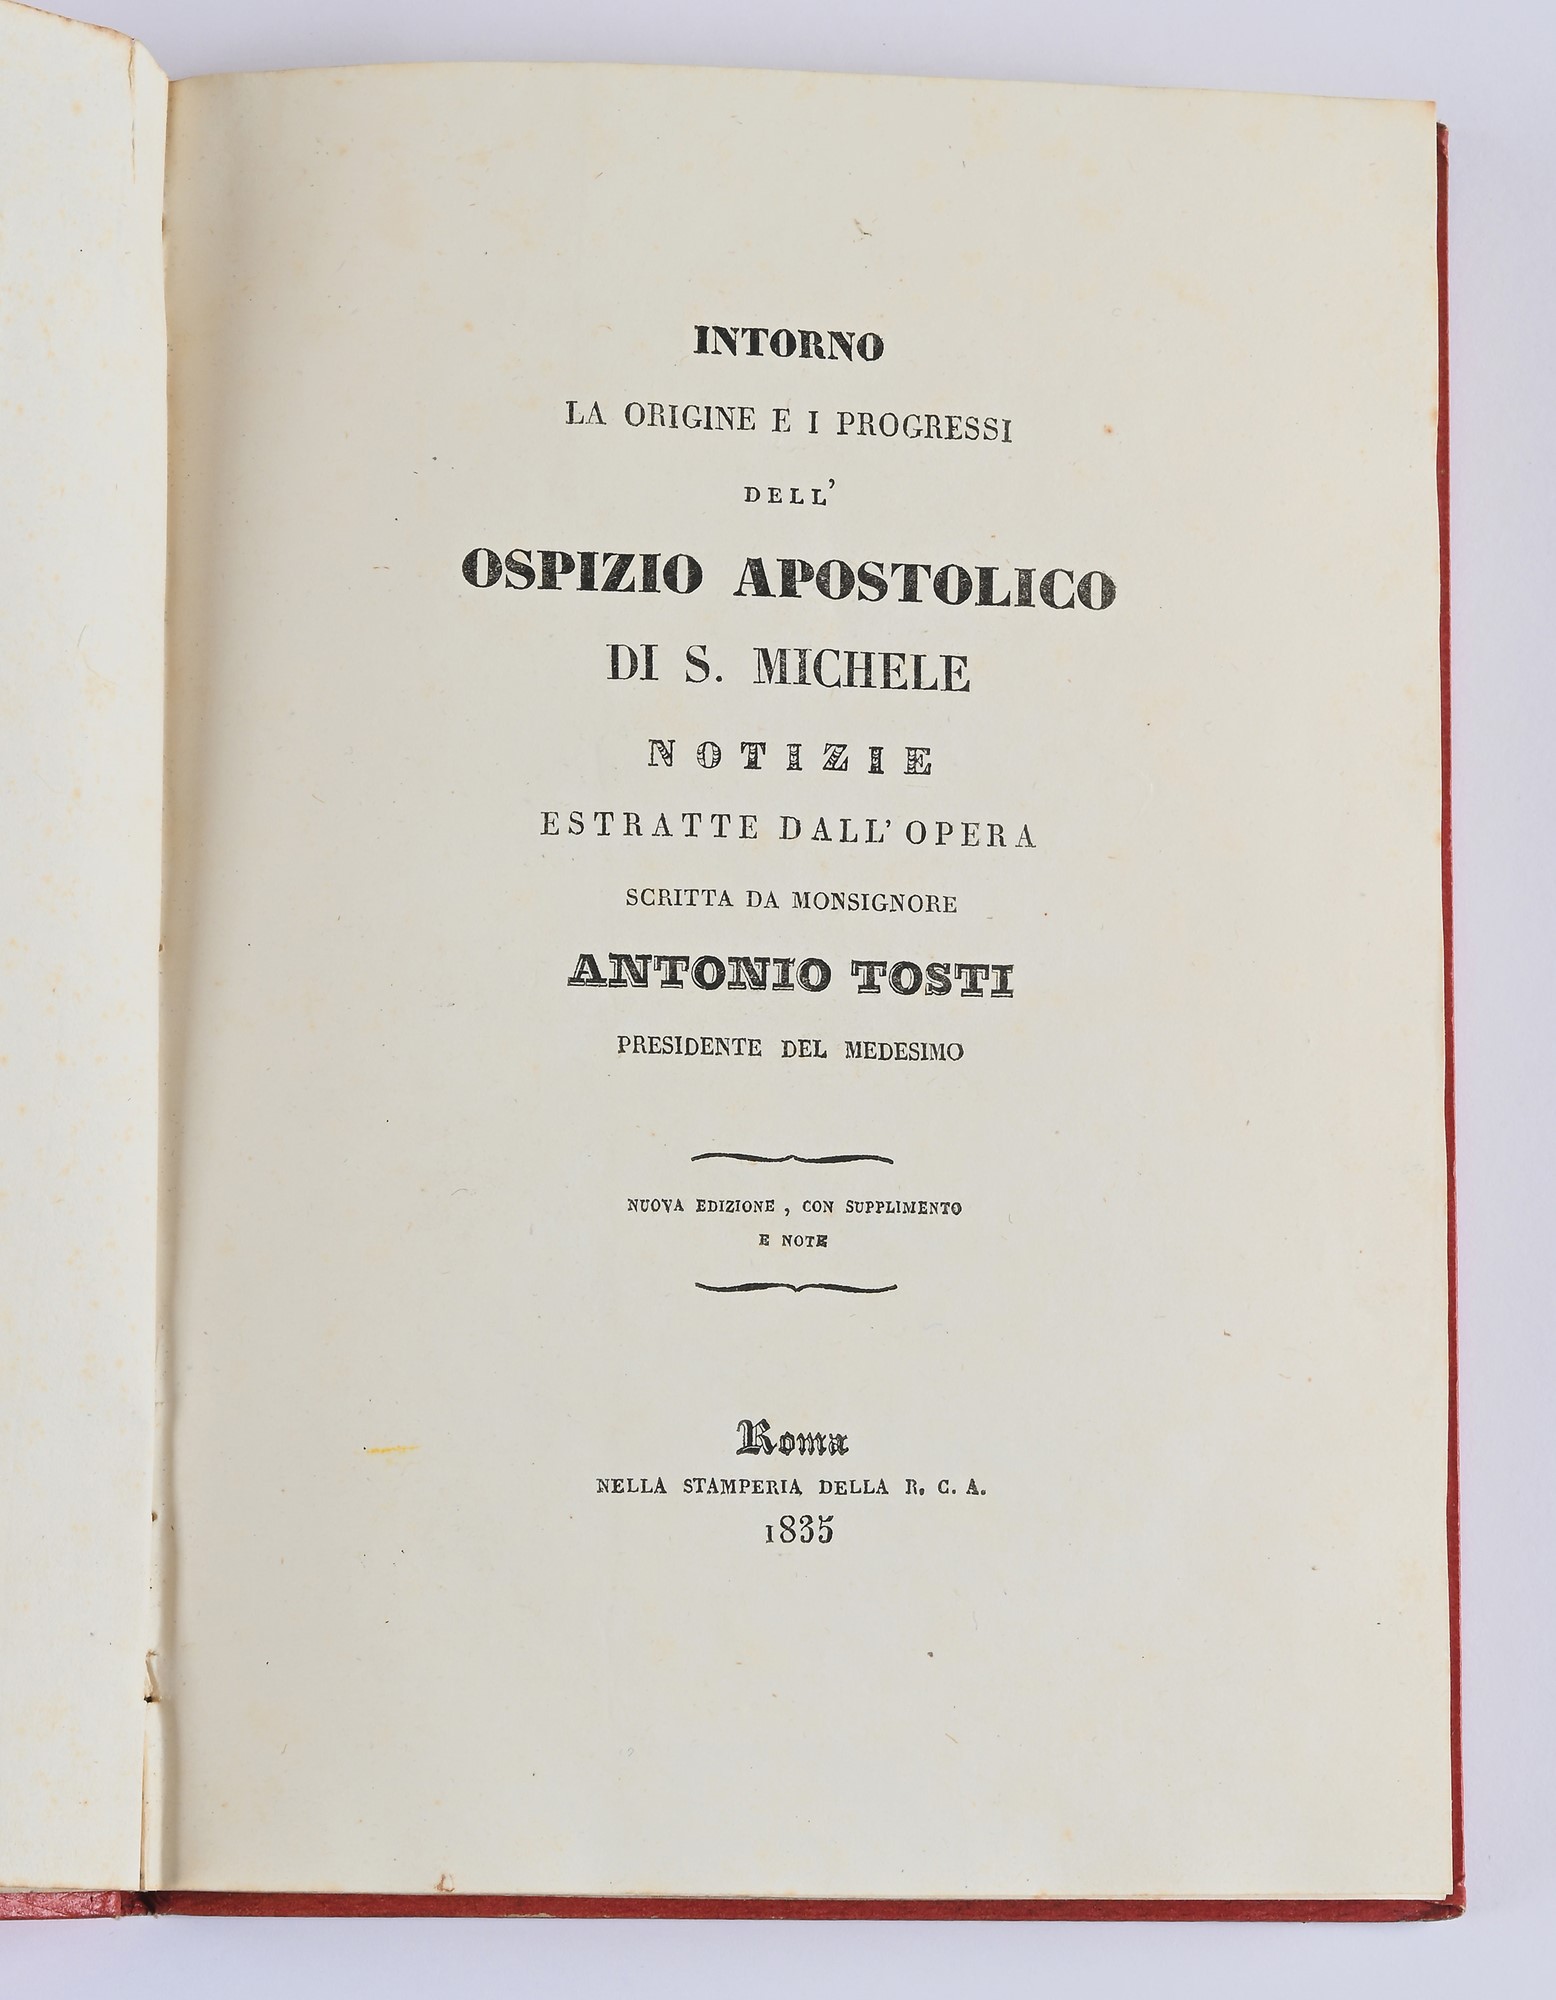 INTORNO
LA ORIGINE E I PROGRESSI
DELL'
OSPIZIO APOSTOLICO
DI S. MICHELE
NOTIZIE
ESTRATTE DALL' OPERA
SCRITTA DA MONSIGNORE
ANTONIO TOSTI
PRESIDENTE DEL MEDESIMO
NUOVA EDIZIONE , CON SUPPLIMENTO
E NOTE
Roma
NELLA STAMPERIA DELLA R. C. A.
1835